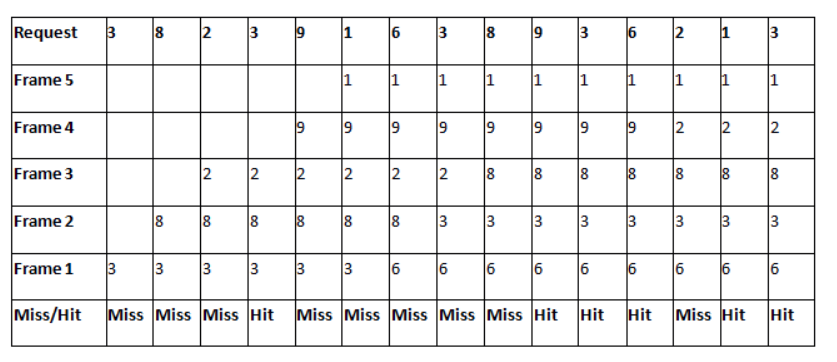 Request 3 8 2 3 9 1 6 3 8 9 3 6 2 1 3
Frame 5 1 1 1 1 1 1 1 1 1 1
Frame 4 9 9 9 9 9 9 9 9 2 2 2
Frame 3 2 2 2 2 2 2 8 8 8 8 8 8 8
Frame 2 8 8 8 8 8 8 3 3 3 3 3 3 3 3
Frame 1 3 3 3 3 3 3 6 6 6 6 6 6 6 6 6
Miss/Hit Miss Miss Miss Hit Miss Miss Miss Miss Miss Hit Hit Hit Miss Hit Hit